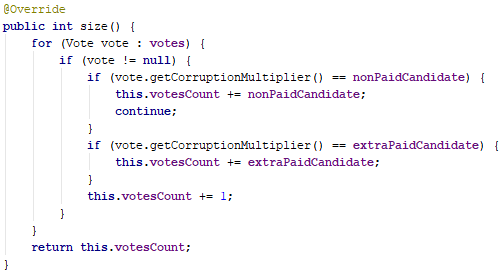 @Override
public int size() {
    for (Vote vote : votes) {
        if (vote != null) {
            if (vote.getCorruptionMultiplier() == nonPaidCandidate) {
                this.votesCount += nonPaidCandidate;
                continue;
            }
            if (vote.getCorruptionMultiplier() == extraPaidCandidate) {
                this.votesCount += extraPaidCandidate;
            }
            this.votesCount += 1;
        }
    }
    return this.votesCount;
}